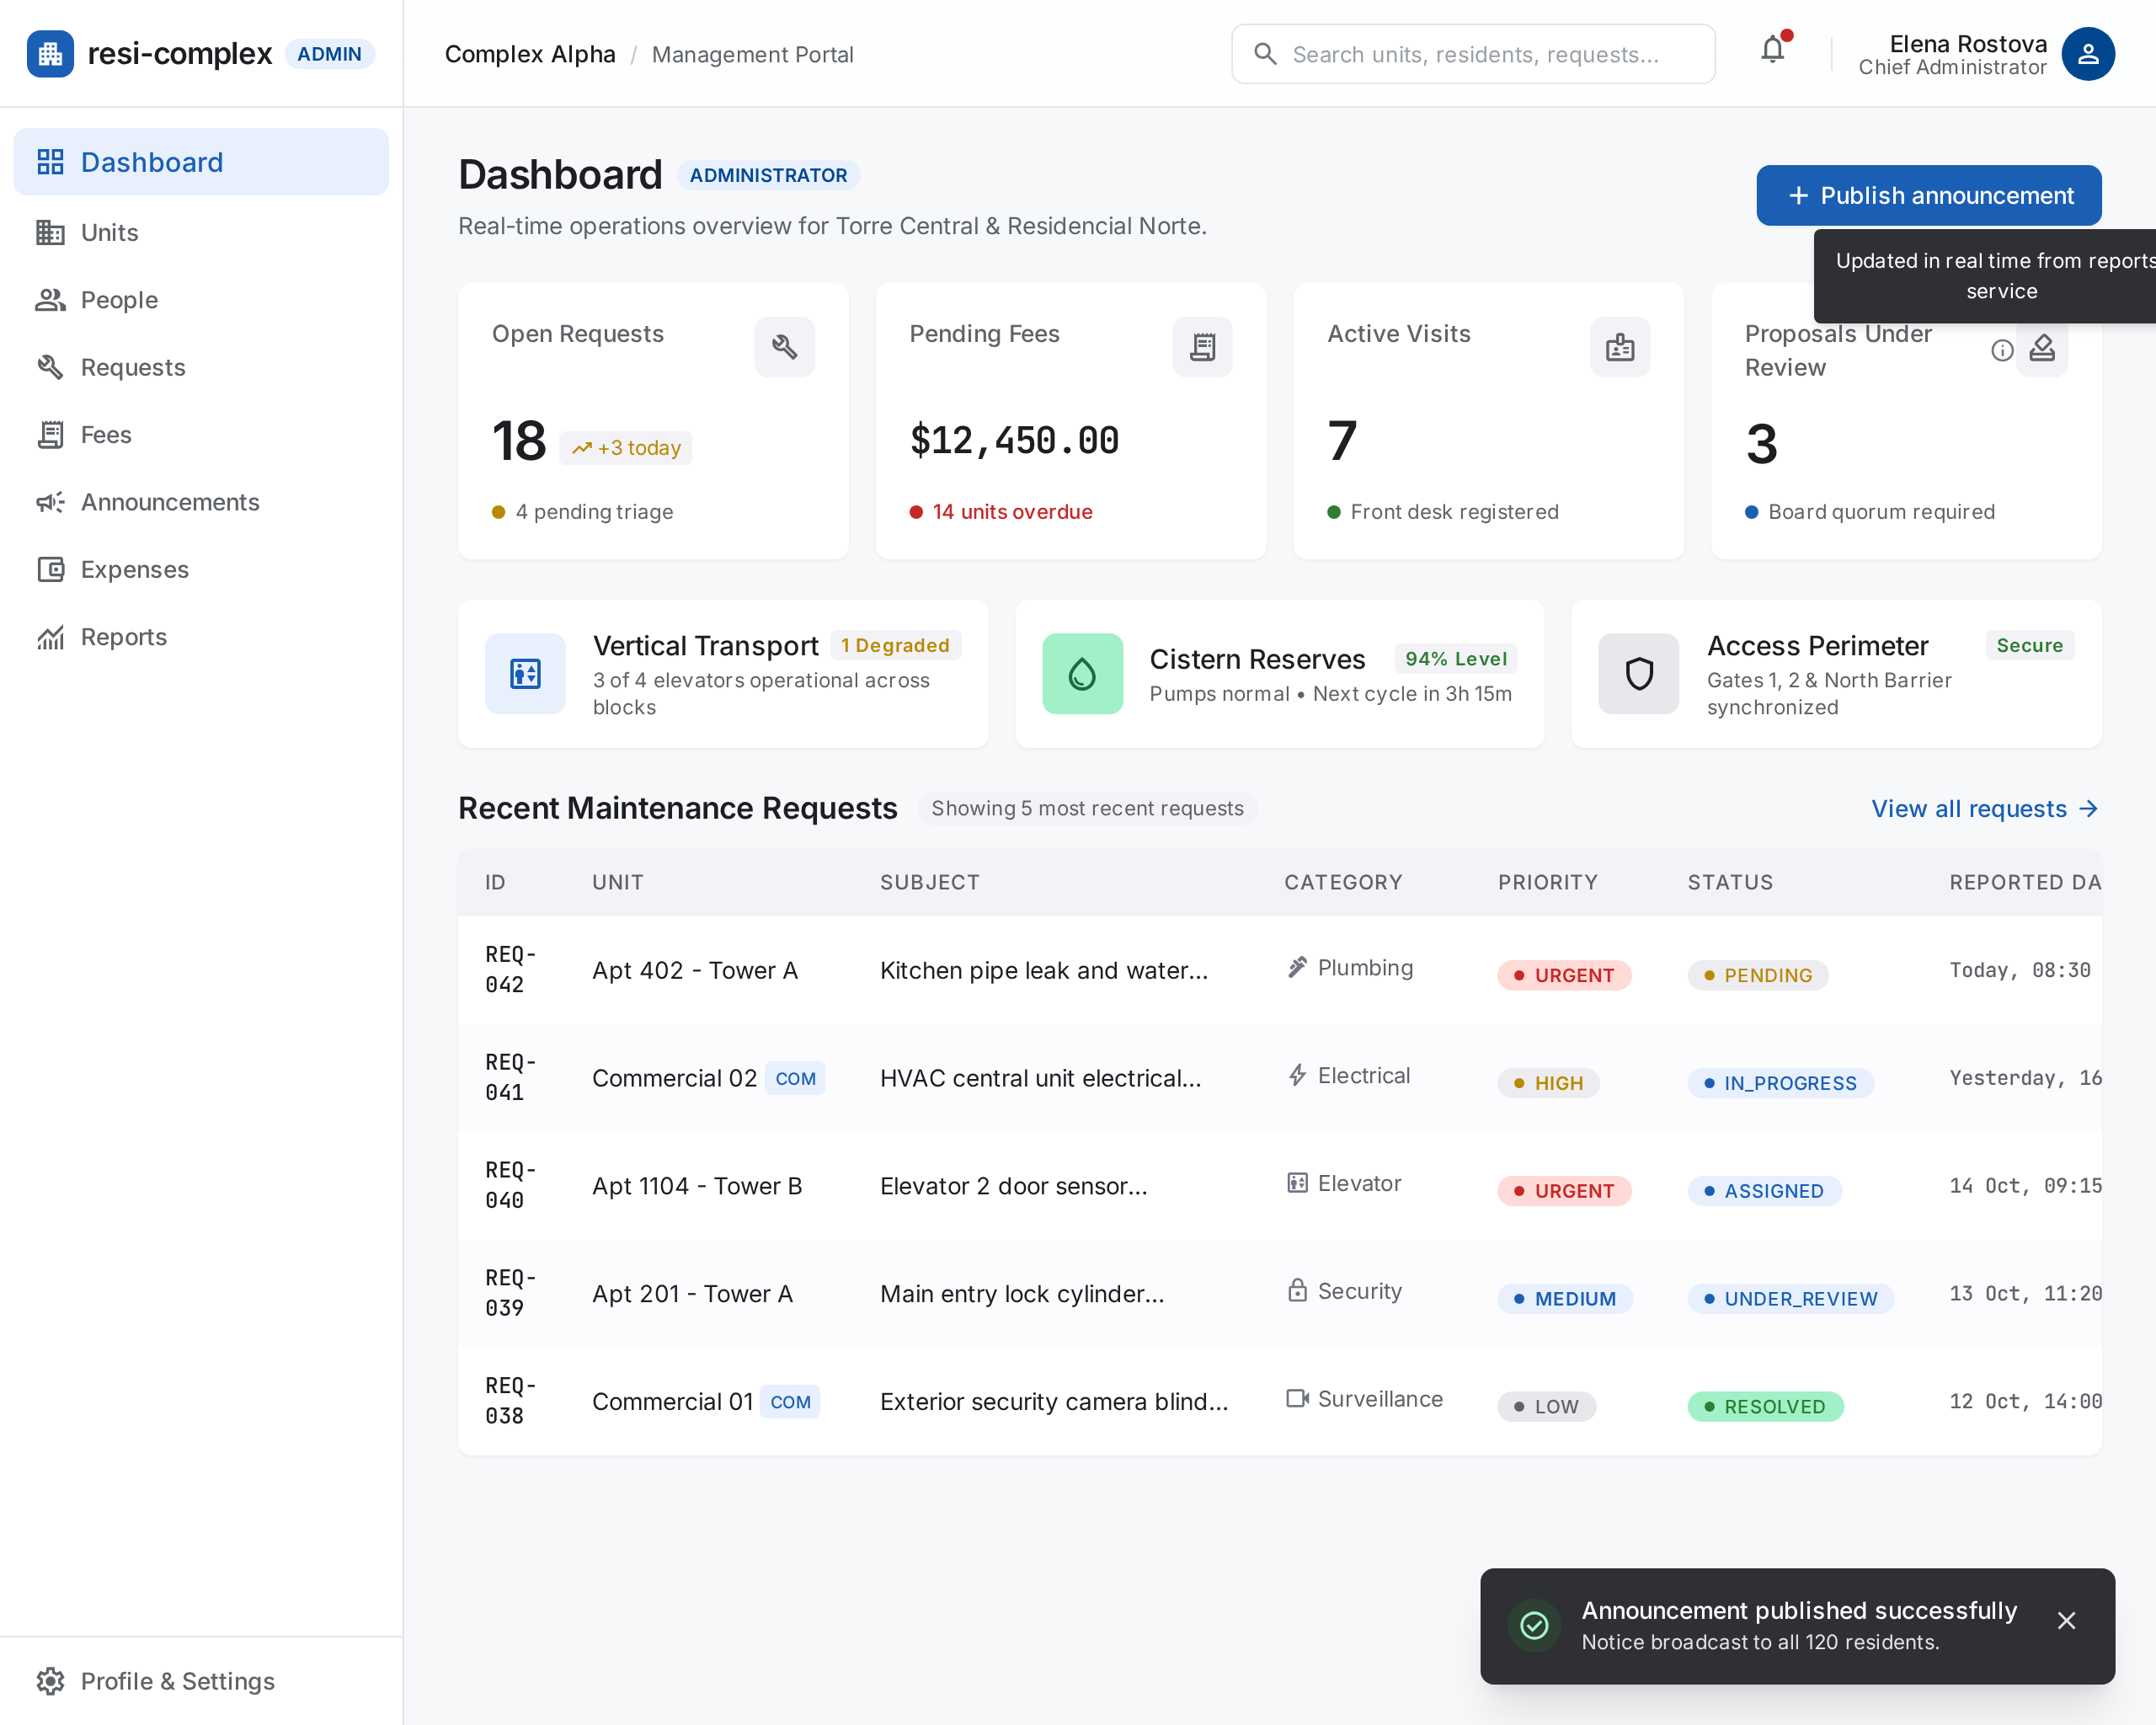 resi-complex ADMIN
Complex Alpha / Management Portal
Search units, residents, requests...
Elena Rostova
Chief Administrator
Dashboard
Units
People
Requests
Fees
Announcements
Expenses
Reports
Profile & Settings
Dashboard ADMINISTRATOR
Real-time operations overview for Torre Central & Residencial Norte.
+ Publish announcement
Updated in real time from reports
service
Open Requests
18 +3 today
4 pending triage
Pending Fees
$12,450.00
14 units overdue
Active Visits
7
Front desk registered
Proposals Under
Review
3
Board quorum required
Vertical Transport 1 Degraded
3 of 4 elevators operational across
blocks
Cistern Reserves 94% Level
Pumps normal • Next cycle in 3h 15m
Access Perimeter Secure
Gates 1, 2 & North Barrier
synchronized
Recent Maintenance Requests Showing 5 most recent requests View all requests →
ID UNIT SUBJECT CATEGORY PRIORITY STATUS REPORTED DA
REQ-
042
Apt 402 - Tower A Kitchen pipe leak and water... Plumbing URGENT PENDING Today, 08:30
REQ-
041
Commercial 02 COM HVAC central unit electrical... Electrical HIGH IN_PROGRESS Yesterday, 16
REQ-
040
Apt 1104 - Tower B Elevator 2 door sensor... Elevator URGENT ASSIGNED 14 Oct, 09:15
REQ-
039
Apt 201 - Tower A Main entry lock cylinder... Security MEDIUM UNDER_REVIEW 13 Oct, 11:20
REQ-
038
Commercial 01 COM Exterior security camera blind... Surveillance LOW RESOLVED 12 Oct, 14:00
Announcement published successfully
Notice broadcast to all 120 residents.